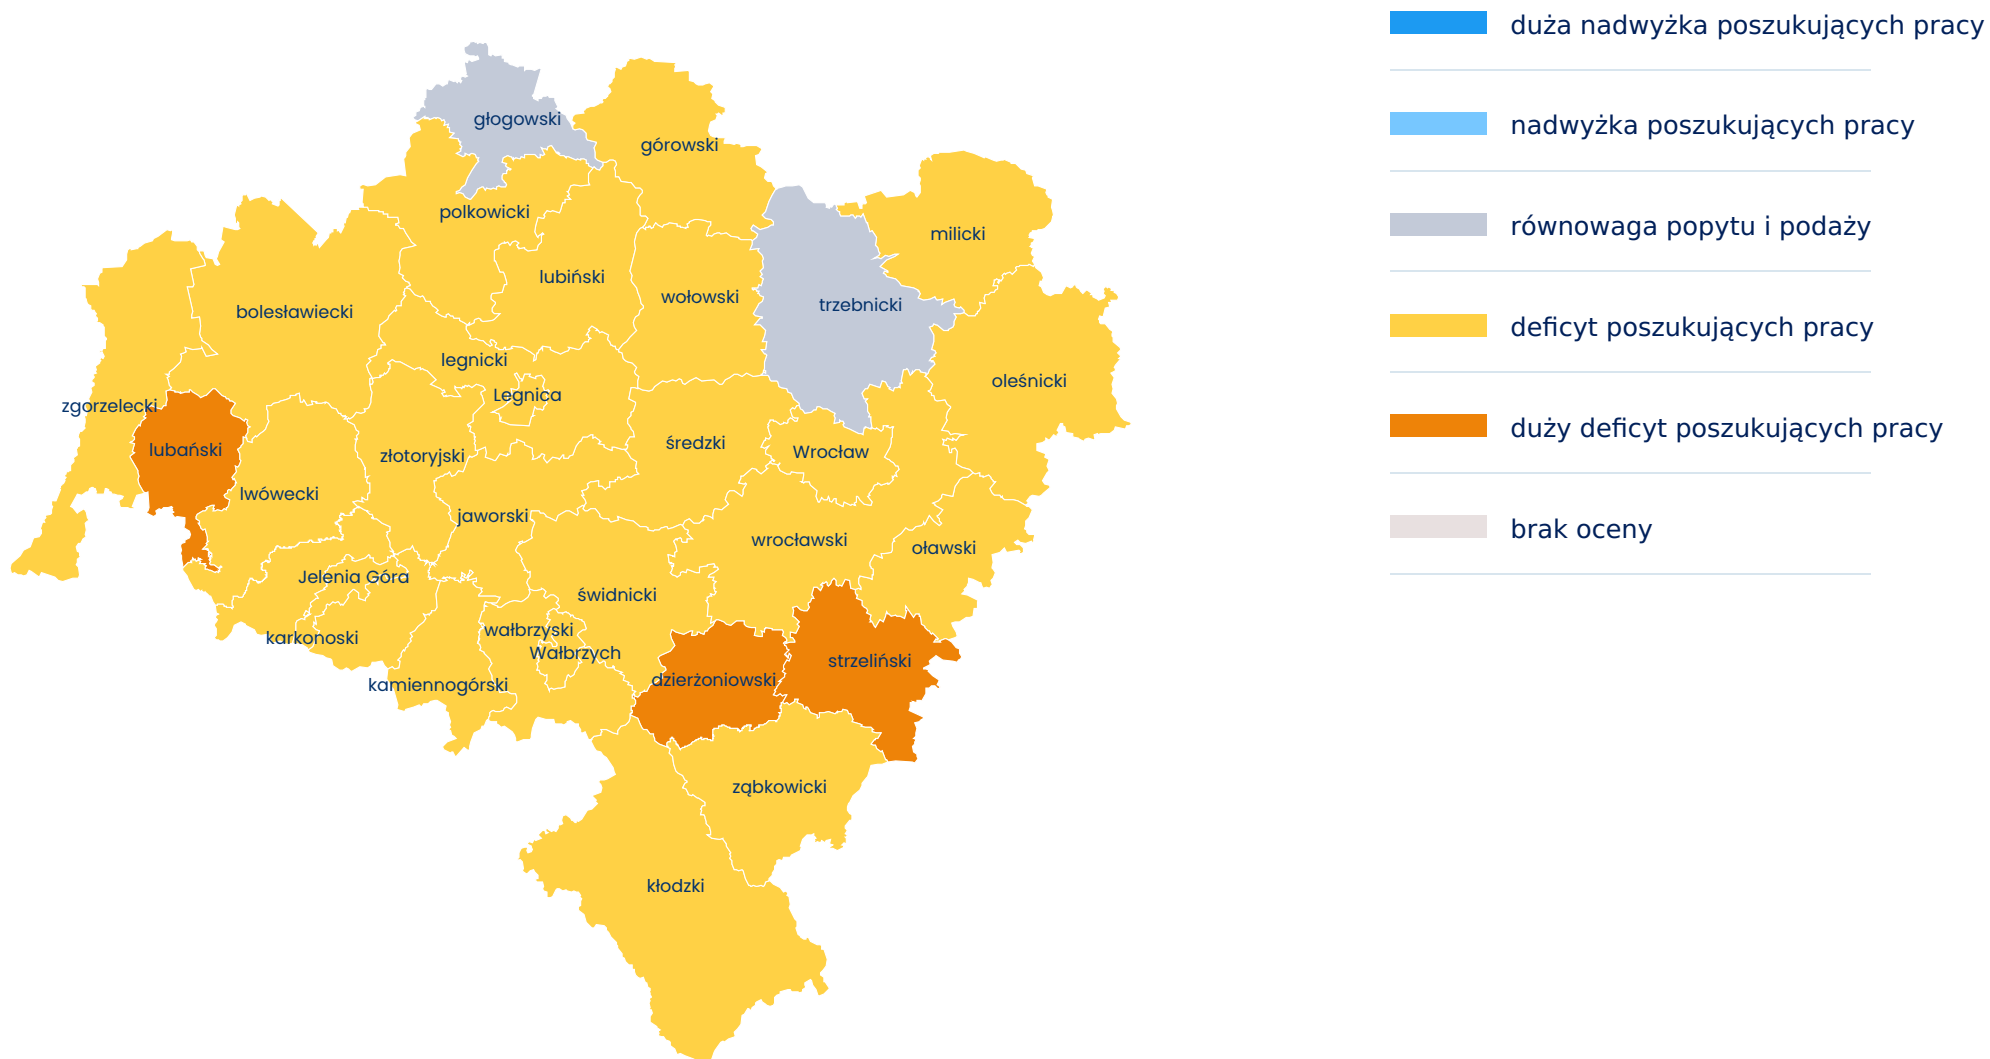 duża nadwyżka poszukujących pracy
nadwyżka poszukujących pracy
równowaga popytu i podaży
deficyt poszukujących pracy
duży deficyt poszukujących pracy
brak oceny
głogowski
górowski
polkowicki
milicki
lubiński
wołowski
trzebnicki
bolesławiecki
legnicki
oleśnicki
Legnica
zgorzelecki
średzki
lubański
Wrocław
złotoryjski
lwówecki
jaworski
wrocławski
oławski
Jelenia Góra
świdnicki
wałbrzyski
karkonoski
Wałbrzych
strzeliński
dzierżoniowski
kamiennogórski
ząbkowicki
kłodzki